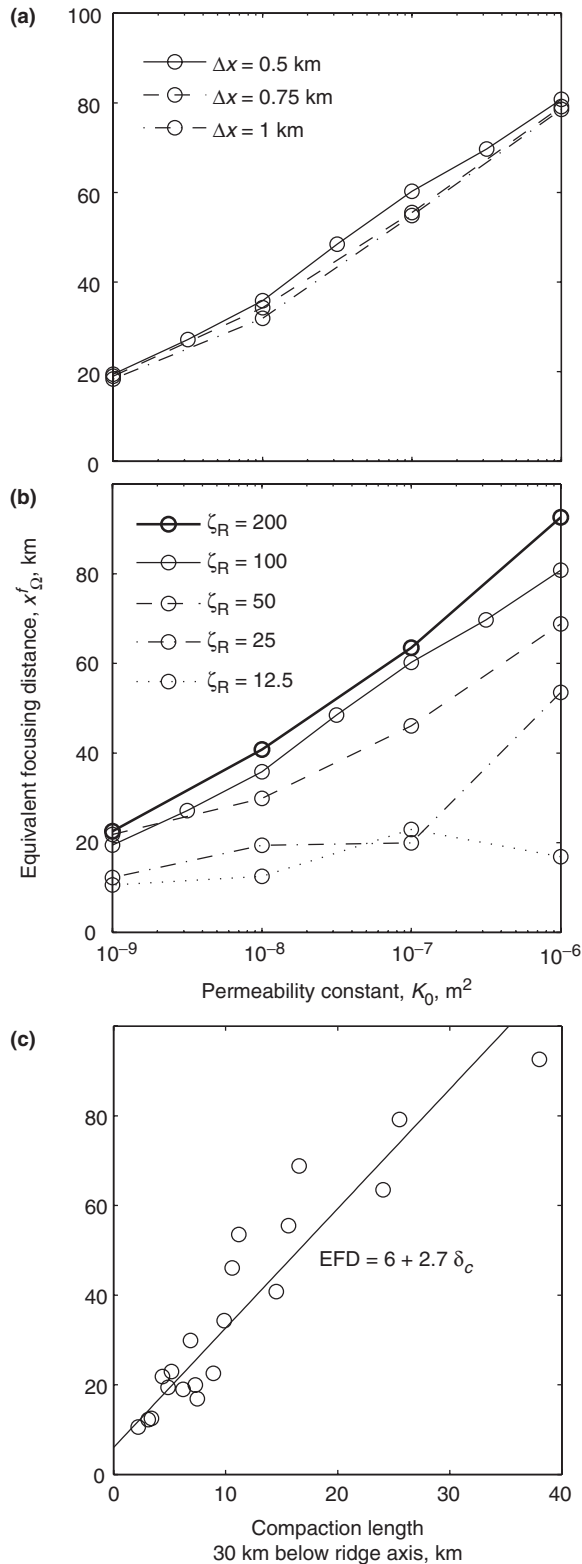 (a)
100
80
60
40
20
0
Δx = 0.5 km
Δx = 0.75 km
Δx = 1 km
(b)
80
60
40
20
0
ζR = 200
ζR = 100
ζR = 50
ζR = 25
ζR = 12.5
Equivalent focusing distance, x^f_Ω, km
10⁻⁹ 10⁻⁸ 10⁻⁷ 10⁻⁶
Permeability constant, K₀, m²
(c)
80
60
40
20
0
EFD = 6 + 2.7 δc
0 10 20 30 40
Compaction length
30 km below ridge axis, km